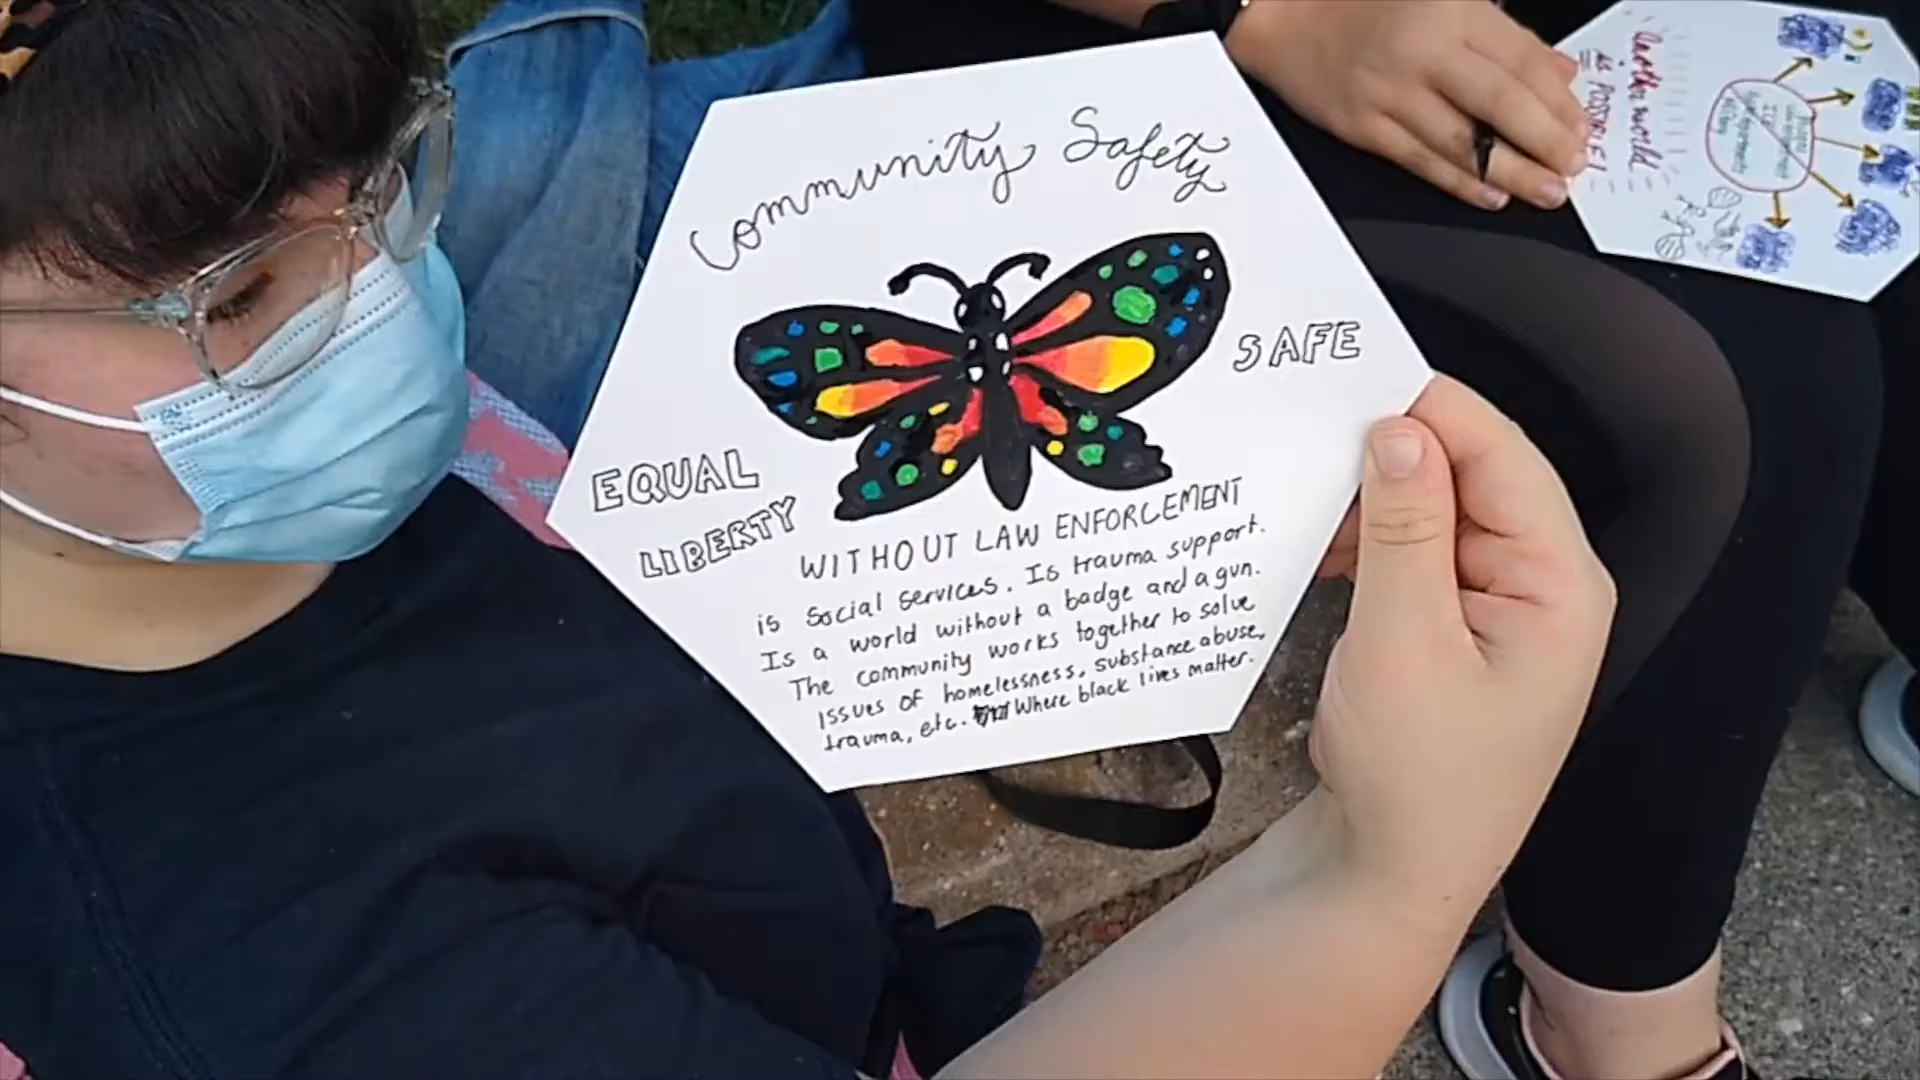 Community Safety
SAFE
EQUAL
LIBERTY
WITHOUT LAW ENFORCEMENT
is social services. Is trauma support.
Is a world without a badge and a gun.
The community works together to solve
issues of homelessness, substance abuse,
trauma, etc. Where black lives matter.
Another world
is POSSIBLE!